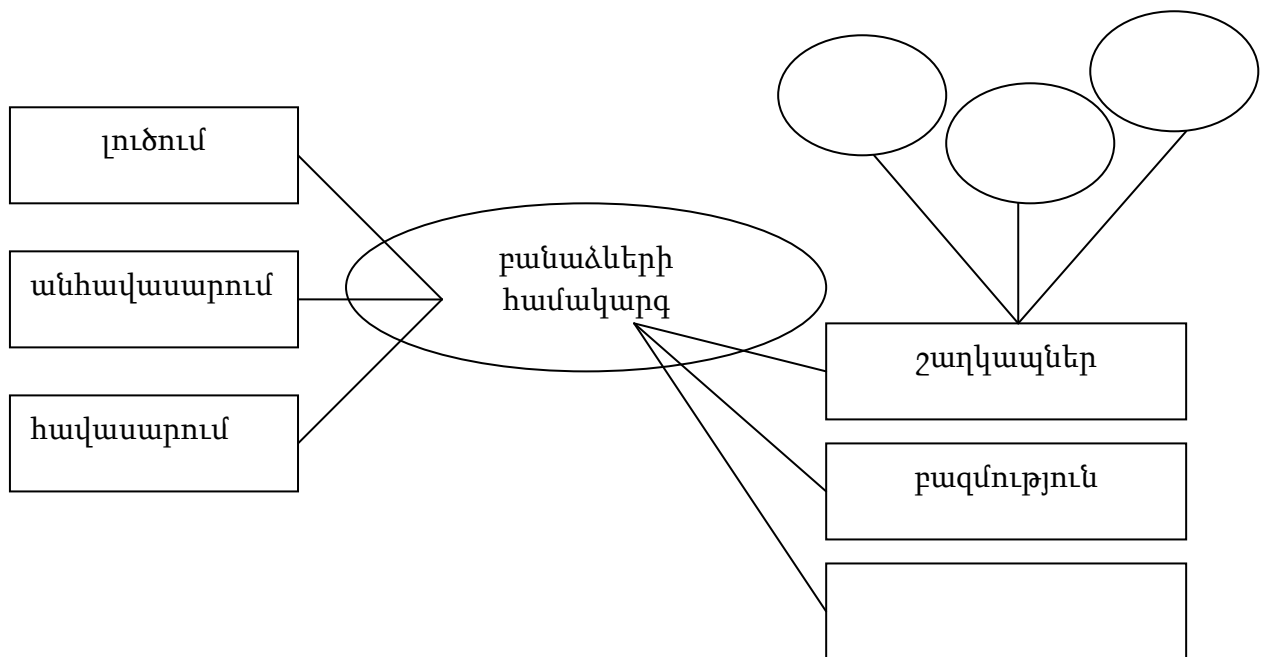 լուծում
անհավասարում
հավասարում
բանաձևերի
համակարգ
շաղկապներ
բազմություն